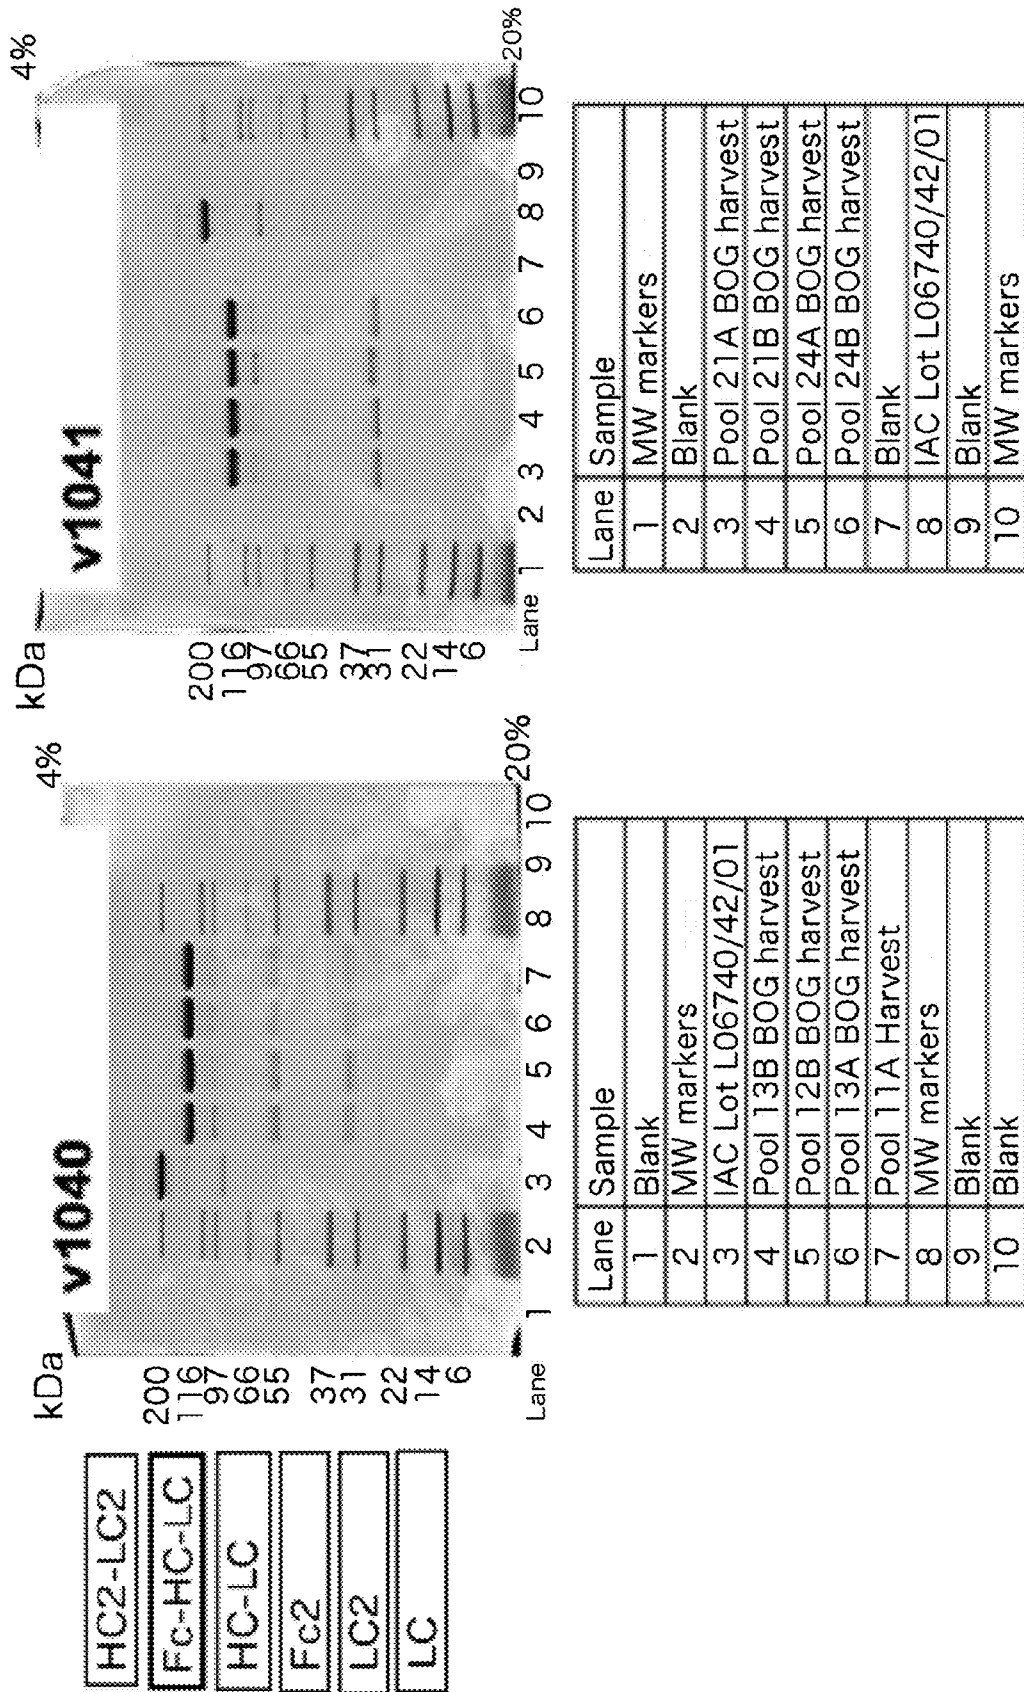 HC2-LC2
Fc-HC-LC
HC-LC
Fc2
LC2
LC
kDa
v1040
4%
200
116
97
66
55
37
31
22
14
6
20%
Lane 1 2 3 4 5 6 7 8 9 10
Lane Sample
1 Blank
2 MW markers
3 IAC Lot L06740/42/01
4 Pool 13B BOG harvest
5 Pool 12B BOG harvest
6 Pool 13A BOG harvest
7 Pool 11A Harvest
8 MW markers
9 Blank
10 Blank
kDa
v1041
4%
200
116
97
66
55
37
31
22
14
6
20%
Lane 1 2 3 4 5 6 7 8 9 10
Lane Sample
1 MW markers
2 Blank
3 Pool 21A BOG harvest
4 Pool 21B BOG harvest
5 Pool 24A BOG harvest
6 Pool 24B BOG harvest
7 Blank
8 IAC Lot L06740/42/01
9 Blank
10 MW markers